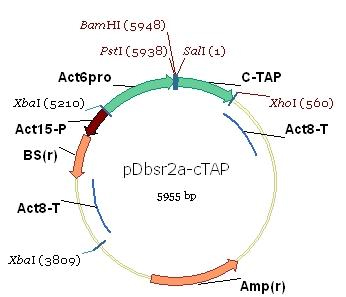 BamHI (5948)
PstI (5938)
SalI (1)
Act6pro
C-TAP
XbaI (5210)
XhoI (560)
Act15-P
Act8-T
BS(r)
pDbsr2a-cTAP
5955 bp
Act8-T
XbaI (3809)
Amp(r)